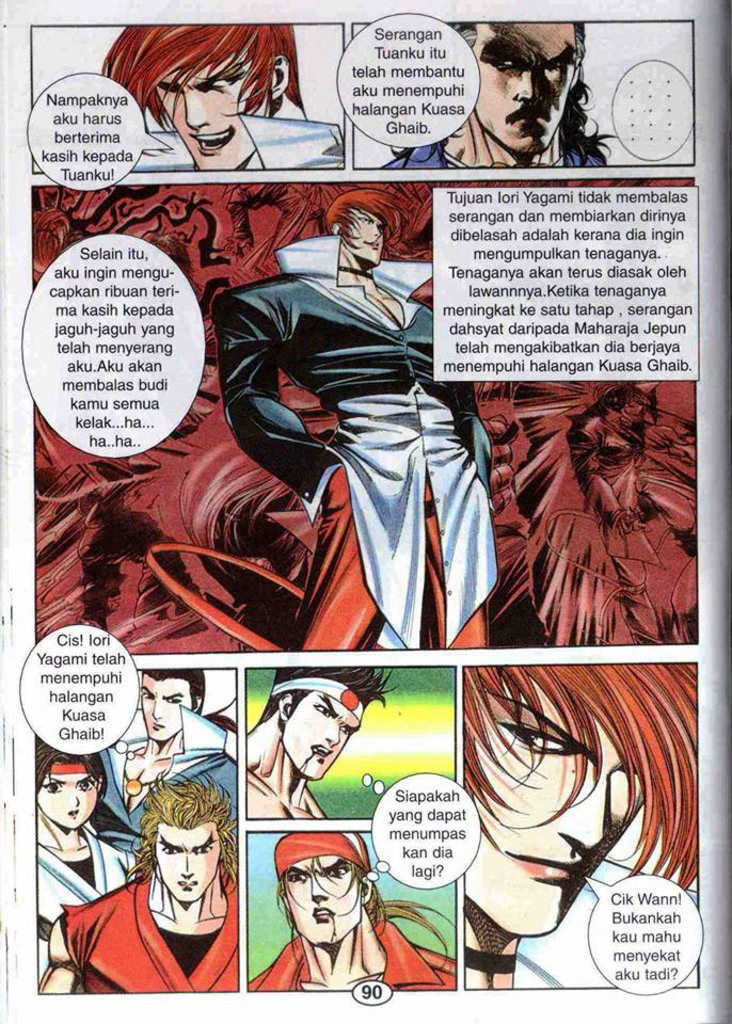 Nampaknya
aku harus
berterima
kasih kepada
Tuanku!
Serangan
Tuanku itu
telah membantu
aku menempuhi
halangan Kuasa
Ghaib.
. . . .
. . . .
. . . .
Selain itu,
aku ingin mengu-
capkan ribuan teri-
ma kasih kepada
jaguh-jaguh yang
telah menyerang
aku.Aku akan
membalas budi
kamu semua
kelak...ha...
ha..ha..
Tujuan Iori Yagami tidak membalas
serangan dan membiarkan dirinya
dibelasah adalah kerana dia ingin
mengumpulkan tenaganya.
Tenaganya akan terus diasak oleh
lawannnya.Ketika tenaganya
meningkat ke satu tahap , serangan
dahsyat daripada Maharaja Jepun
telah mengakibatkan dia berjaya
menempuhi halangan Kuasa Ghaib.
Cis! Iori
Yagami telah
menempuhi
halangan
Kuasa
Ghaib!
Siapakah
yang dapat
menumpas
kan dia
lagi?
Cik Wann!
Bukankah
kau mahu
menyekat
aku tadi?
90